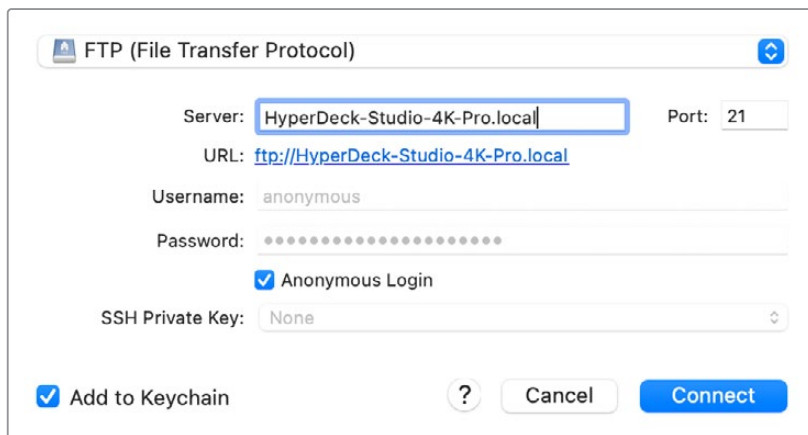 FTP (File Transfer Protocol)
Server: HyperDeck-Studio-4K-Pro.local Port: 21
URL: ftp://HyperDeck-Studio-4K-Pro.local
Username: anonymous
Password: ••••••••••••••••••••••
Anonymous Login
SSH Private Key: None
Add to Keychain ? Cancel Connect